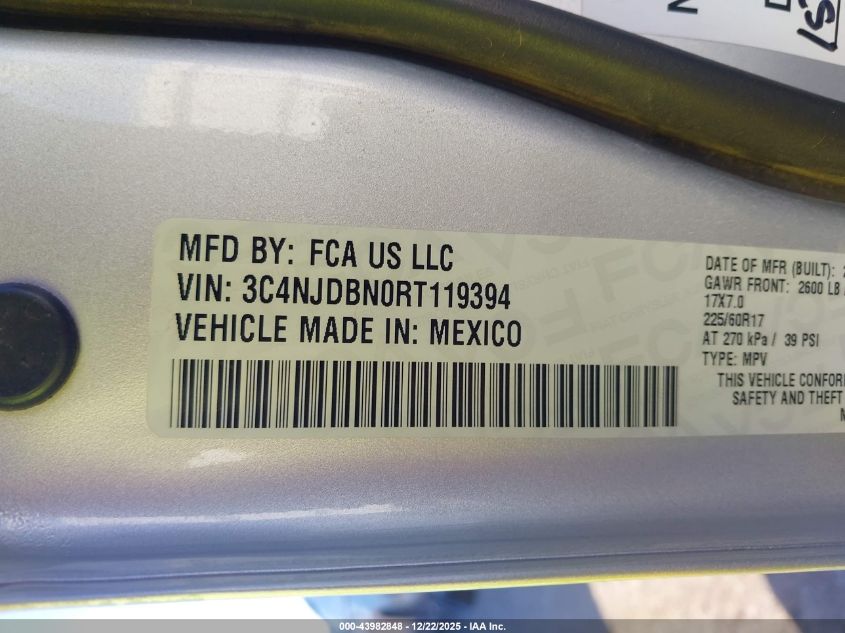 MFD BY: FCA US LLC
VIN: 3C4NJDBN0RT119394
VEHICLE MADE IN: MEXICO
DATE OF MFR (BUILT): 2
GAWR FRONT: 2600 LB
17X7.0
225/60R17
AT 270 kPa / 39 PSI
TYPE: MPV
THIS VEHICLE CONFOR
SAFETY AND THEFT
000-43982848 - 12/22/2025 - IAA Inc.